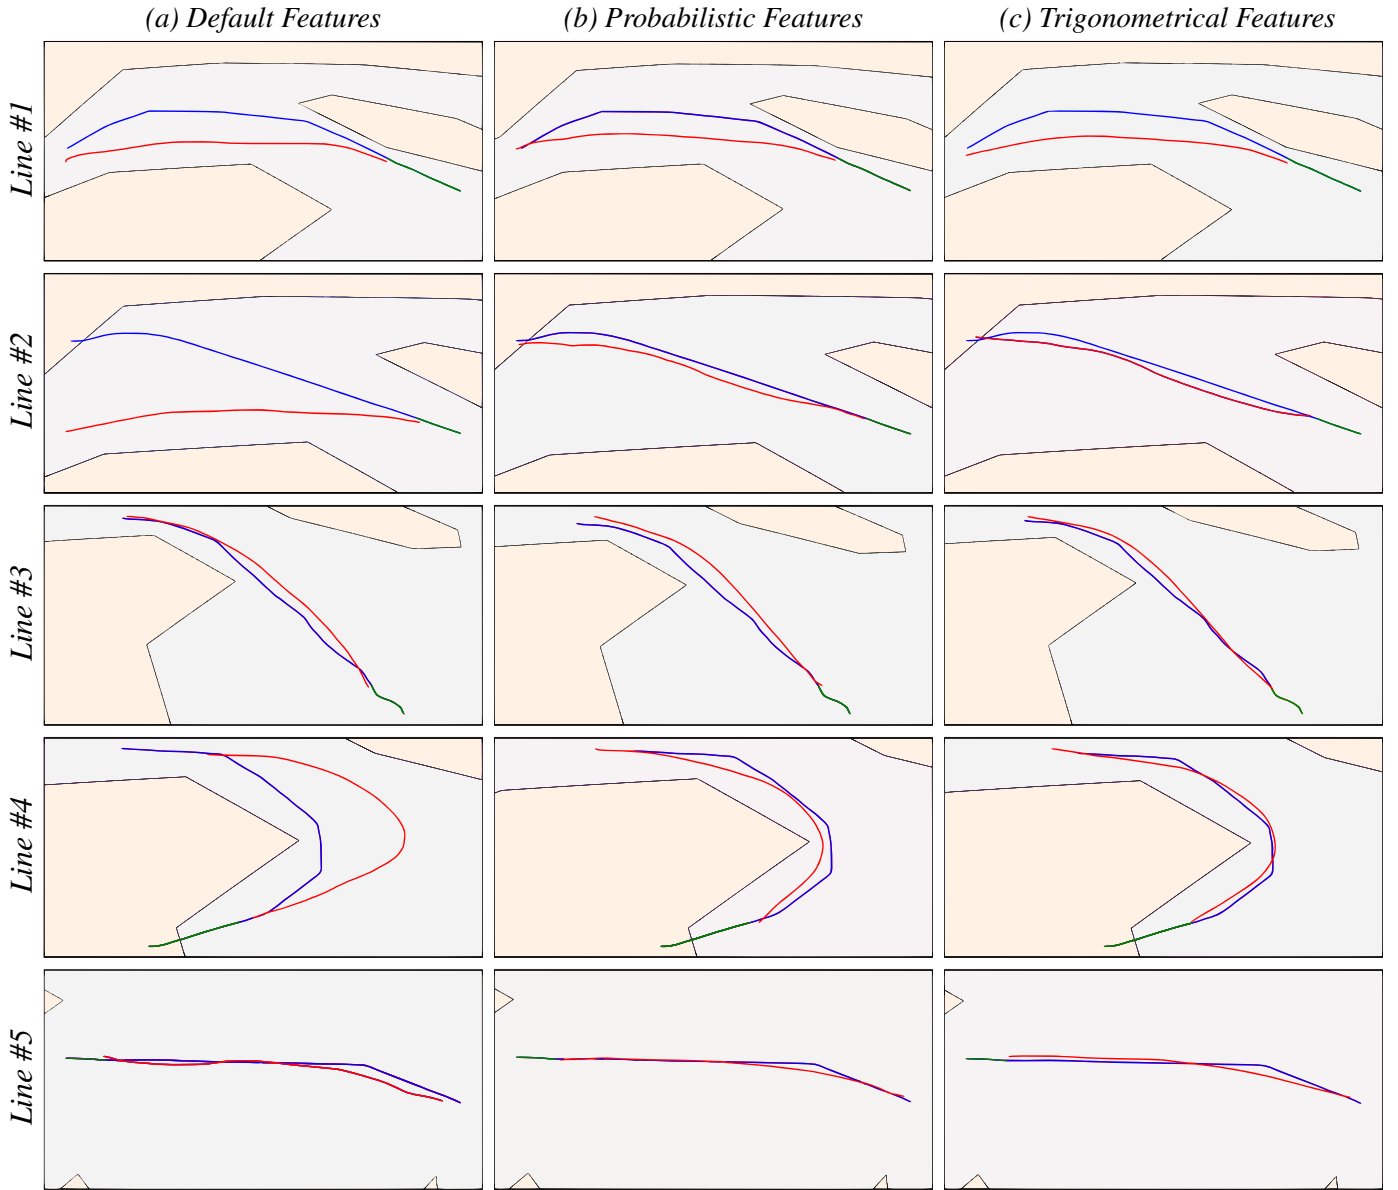 (a) Default Features
(b) Probabilistic Features
(c) Trigonometrical Features
Line #1
Line #2
Line #3
Line #4
Line #5